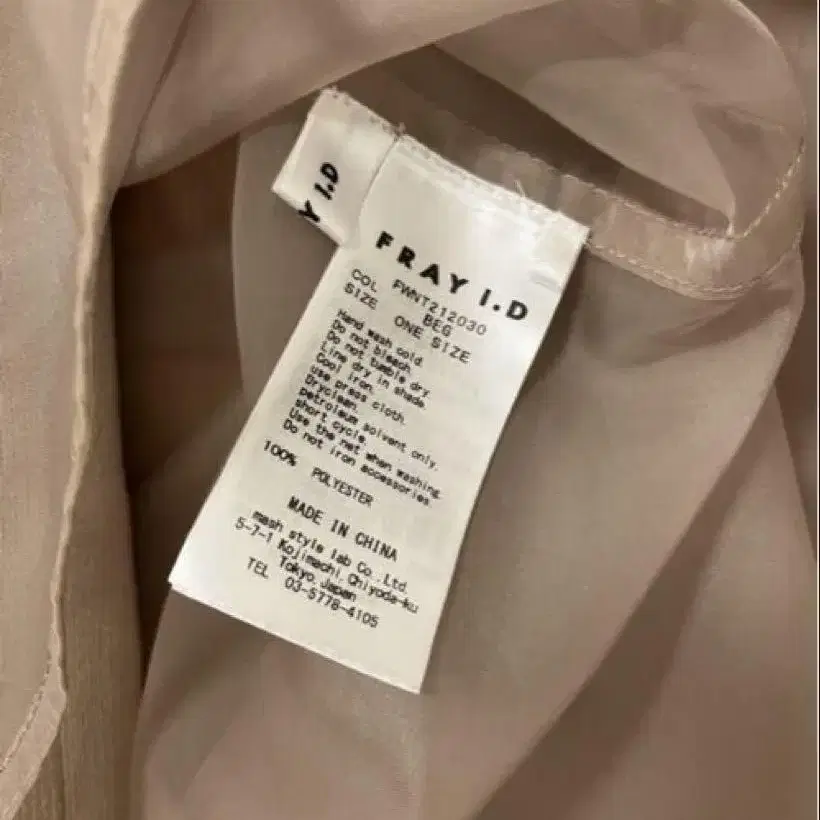 Y I.D
FRAY I.D
FWNT212030
COL BEG
SIZE ONE SIZE
Hand wash cold.
Do not bleach.
Do not tumble dry
Line dry in shade.
Cool iron.
use press cloth.
Dryclean.
petroleum solvent only.
short cycle.
Use the net when washing.
Do not iron accessories.
100% POLYESTER
MADE IN CHINA
mash style lab Co.,Ltd.
5-7-1 Kojimachi,Chiyoda-ku
Tokyo,Japan
TEL 03-5778-4105